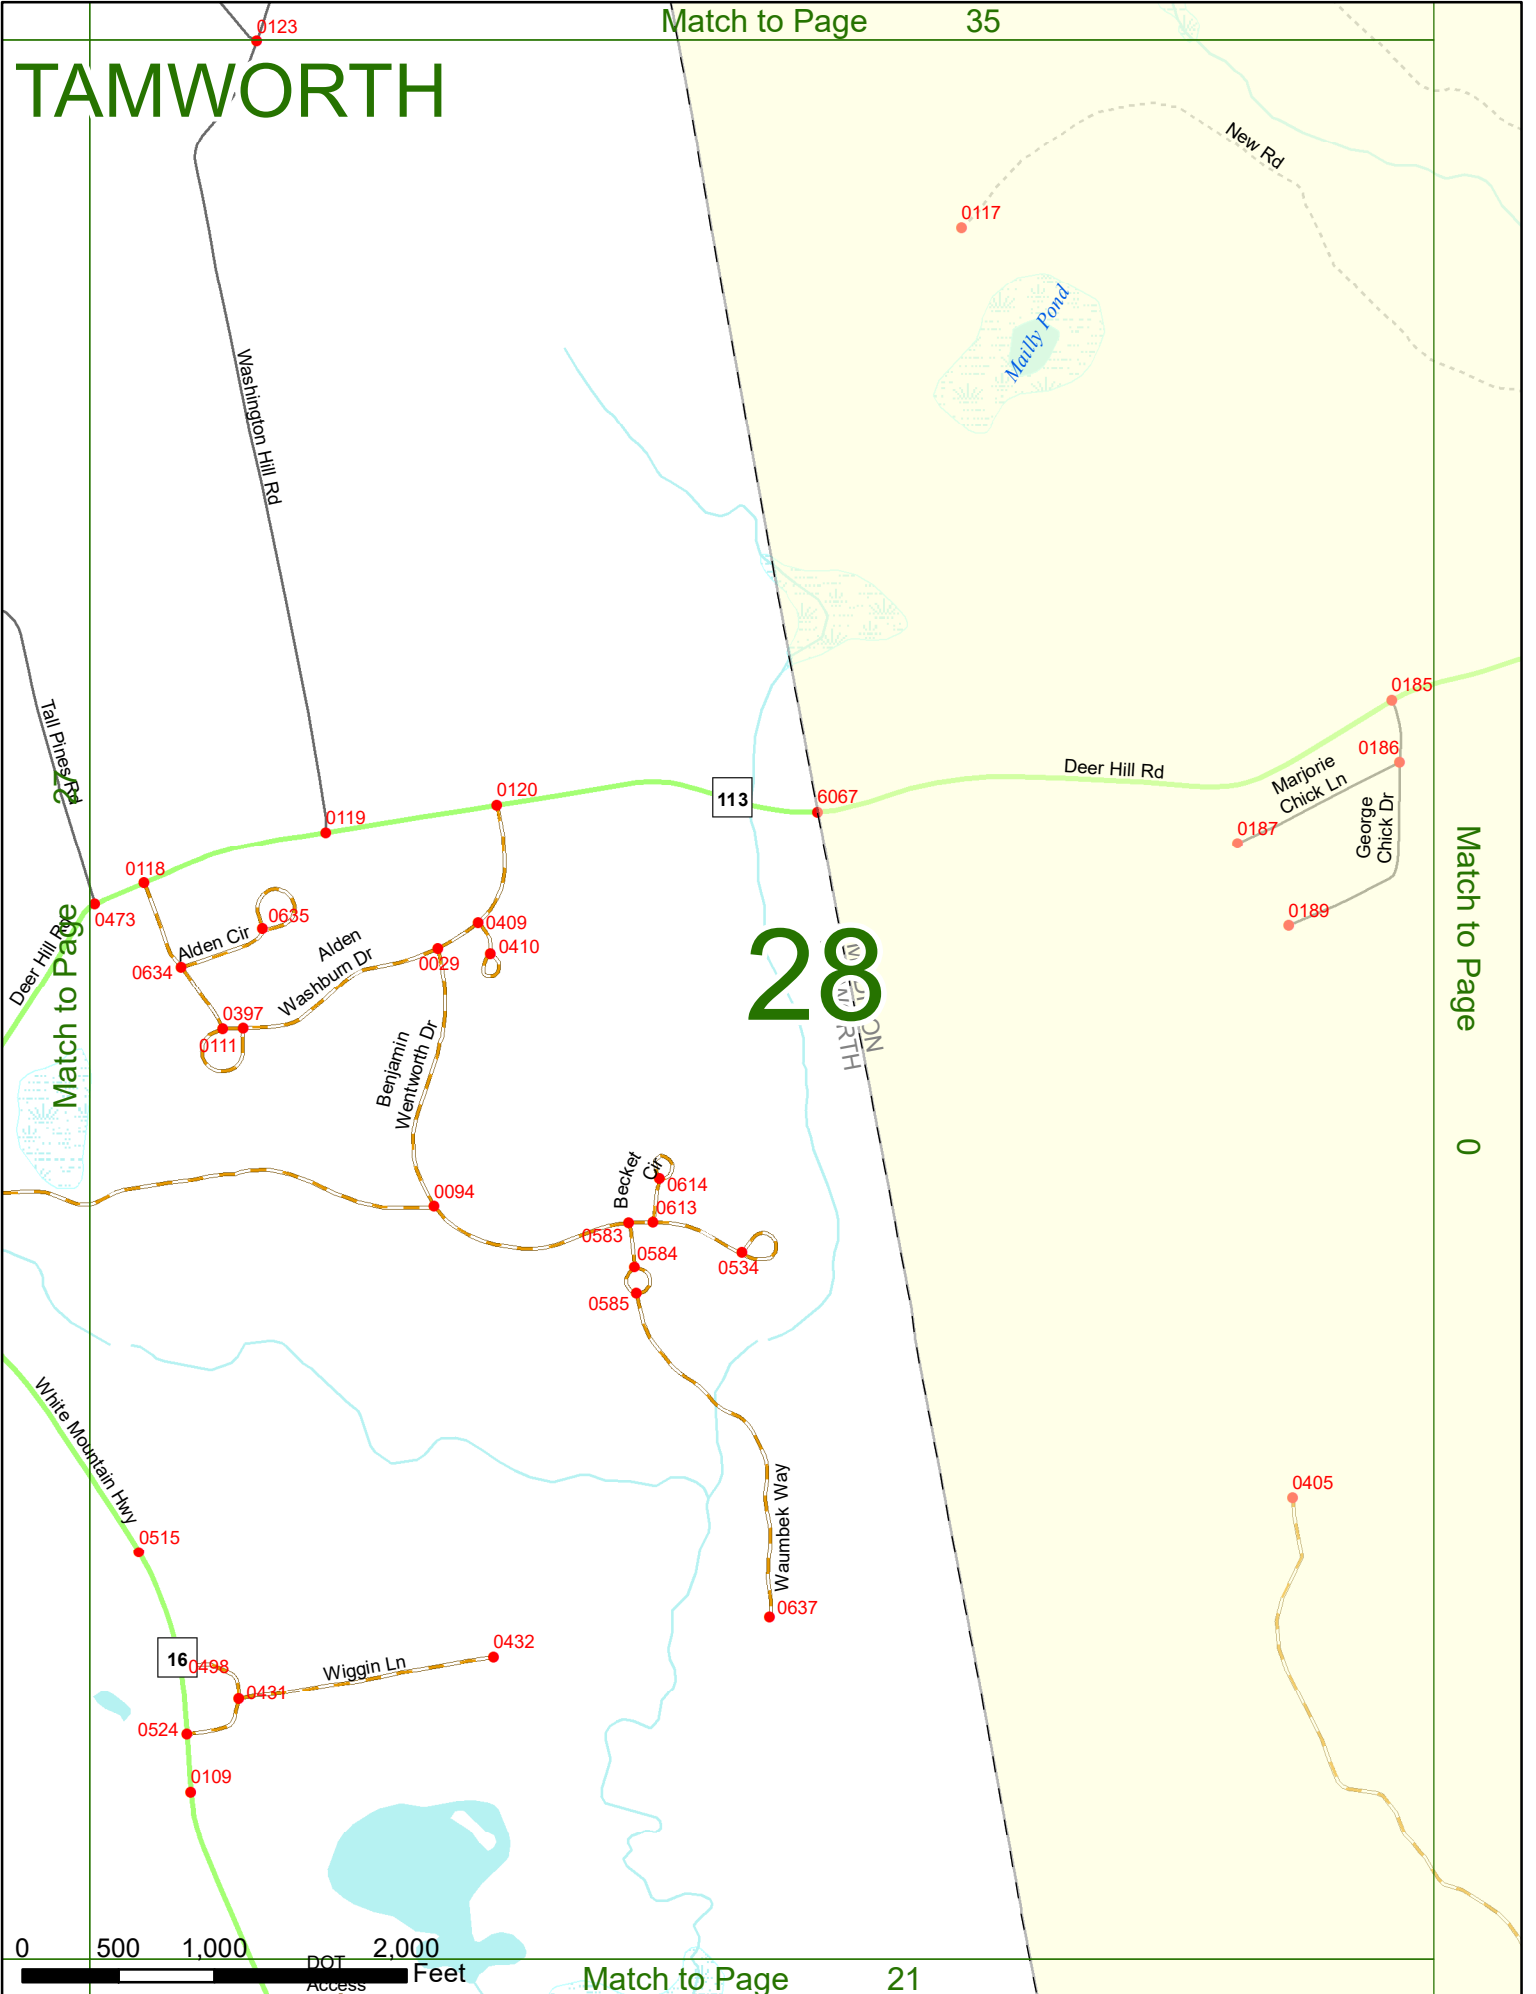 Match to Page 35
0123
TAMWORTH
New Rd
0117
Mailly Pond
Washington Hill Rd
Tall Pines Rd
0185
0186
Deer Hill Rd
Marjorie
Chick Ln
George
Chick Dr
0187
0189
0120
113
6067
0119
0118
0473
Match to Page 27
Deer Hill Rd
0635
Alden Cir
0634
Alden
Washburn Dr
0409
0410
0029
0397
0111
28
Match to Page 0
Benjamin
Wentworth Dr
Becket
Cir
0614
0613
0094
0583
0584
0534
0585
White Mountain Hwy
Waumbek Way
0405
0515
0637
16
0498
Wiggin Ln
0432
0431
0524
0109
0 500 1,000 2,000
Feet
DOT
Access
Match to Page 21